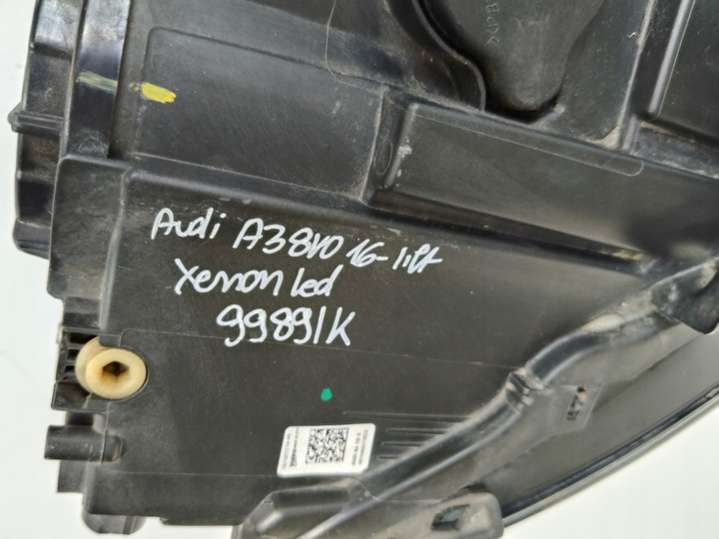 Audi A3 8V0 16-lift
Xenon led
99891K